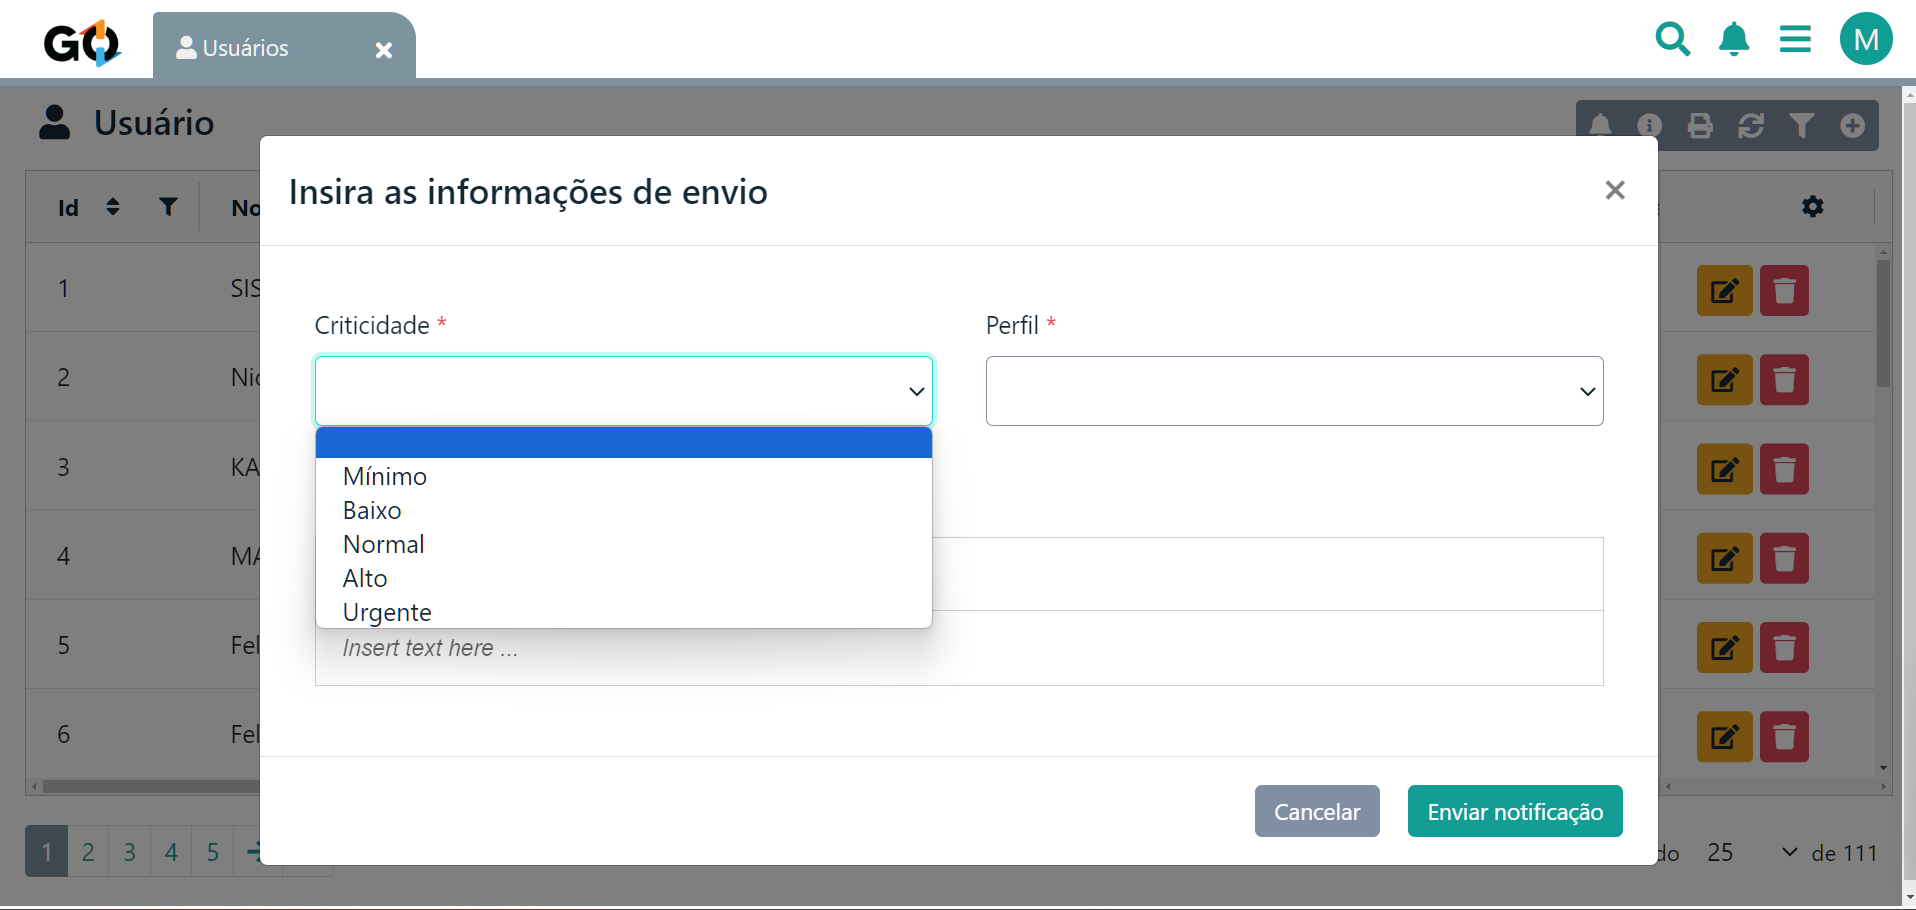 GO
Usuários
M
Usuário
Insira as informações de envio
Id
No
Criticidade *
Perfil *
1
SIS
2
Nic
Mínimo
3
KA
Baixo
Normal
4
MA
Alto
Urgente
5
Fel
Insert text here ...
6
Fel
Cancelar
Enviar notificação
1 2 3 4 5
do 25 de 111